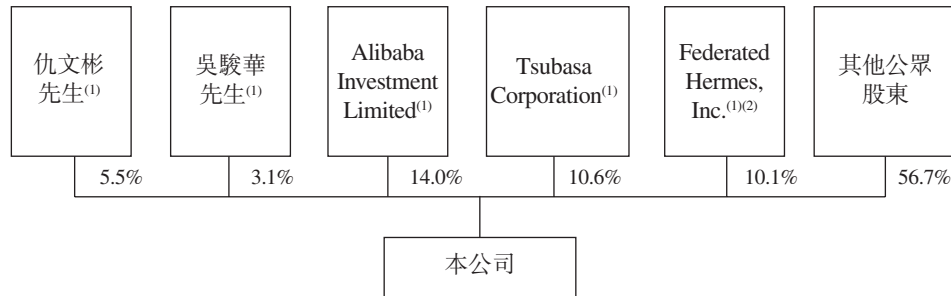 仇文彬
先生(1)
吳駿華
先生(1)
Alibaba
Investment
Limited(1)
Tsubasa
Corporation(1)
Federated
Hermes,
Inc.(1)(2)
其他公眾
股東
5.5%
3.1%
14.0%
10.6%
10.1%
56.7%
本公司